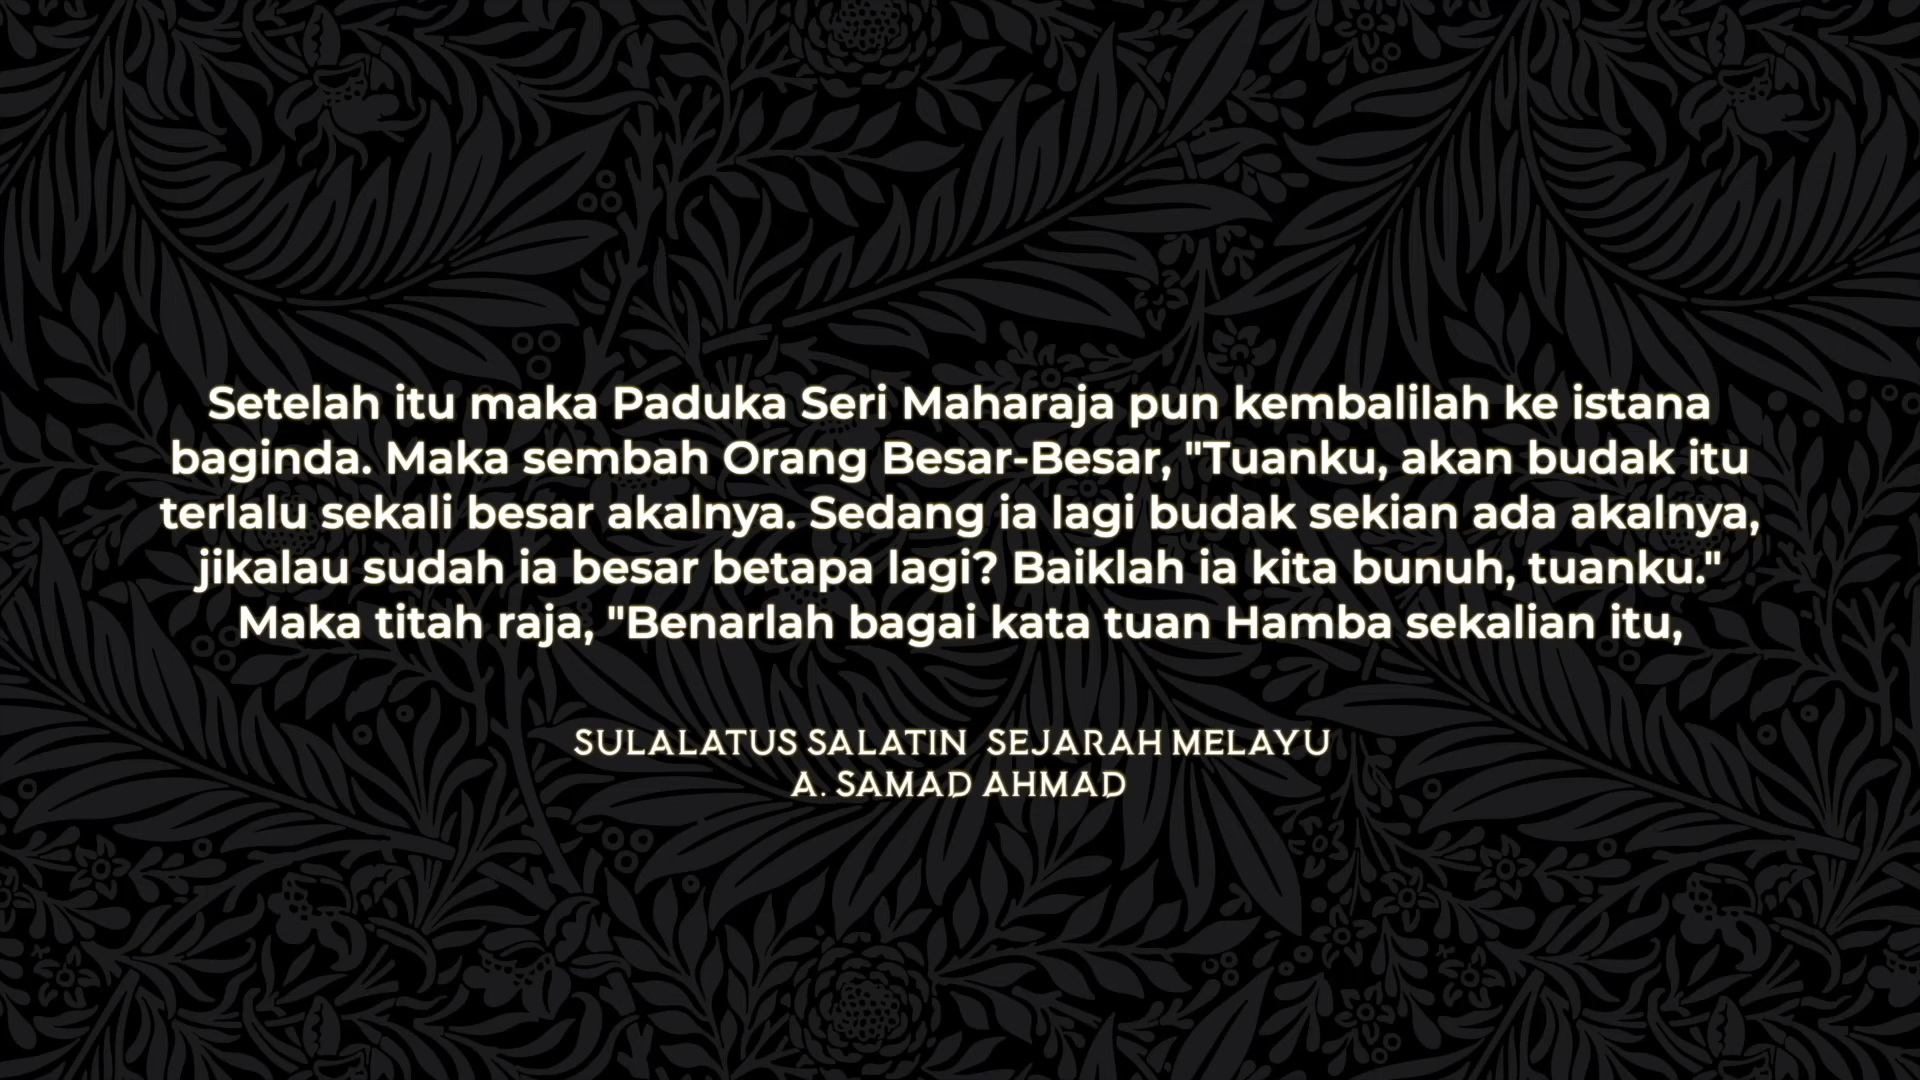 Setelah itu maka Paduka Seri Maharaja pun kembalilah ke istana
baginda. Maka sembah Orang Besar-Besar, "Tuanku, akan budak itu
terlalu sekali besar akalnya. Sedang ia lagi budak sekian ada akalnya,
jikalau sudah ia besar betapa lagi? Baiklah ia kita bunuh, tuanku."
Maka titah raja, "Benarlah bagai kata tuan Hamba sekalian itu,
SULALATUS SALATIN SEJARAH MELAYU
A. SAMAD AHMAD